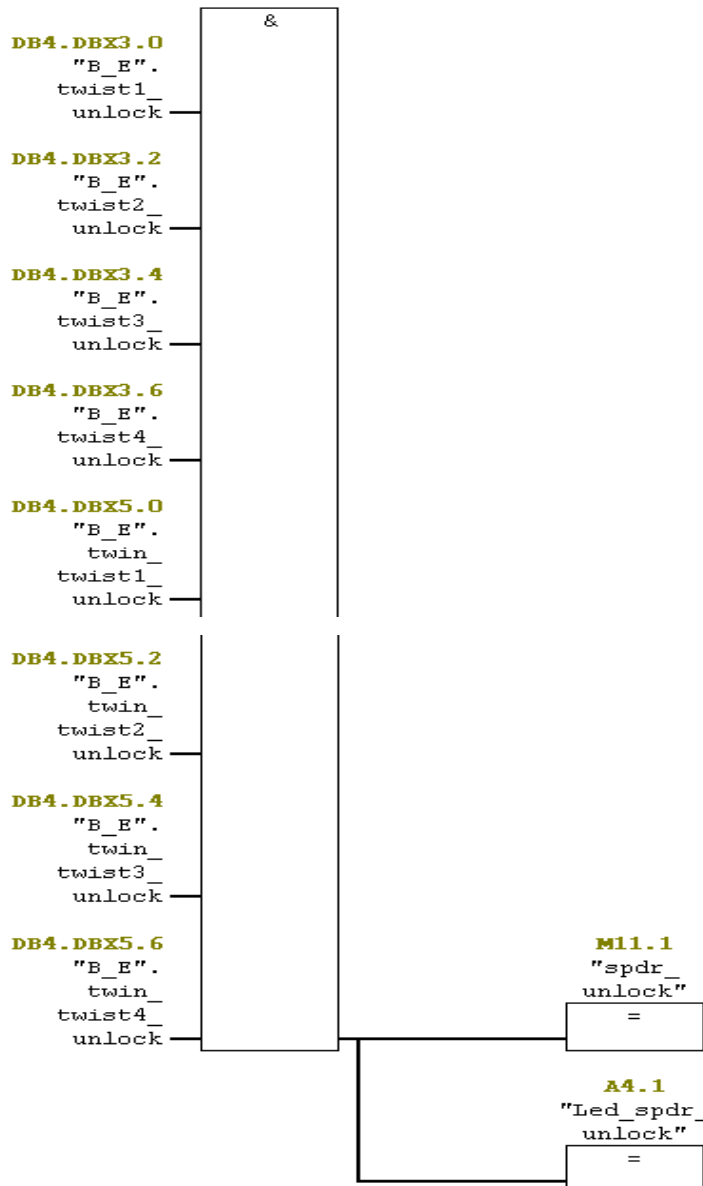 &
DB4.DBX3.0
"B_E".
twist1_
unlock
DB4.DBX3.2
"B_E".
twist2_
unlock
DB4.DBX3.4
"B_E".
twist3_
unlock
DB4.DBX3.6
"B_E".
twist4_
unlock
DB4.DBX5.0
"B_E".
twin_
twist1_
unlock
DB4.DBX5.2
"B_E".
twin_
twist2_
unlock
DB4.DBX5.4
"B_E".
twin_
twist3_
unlock
DB4.DBX5.6
"B_E".
twin_
twist4_
unlock
M11.1
"spdr_
unlock"
=
A4.1
"Led_spdr_
unlock"
=